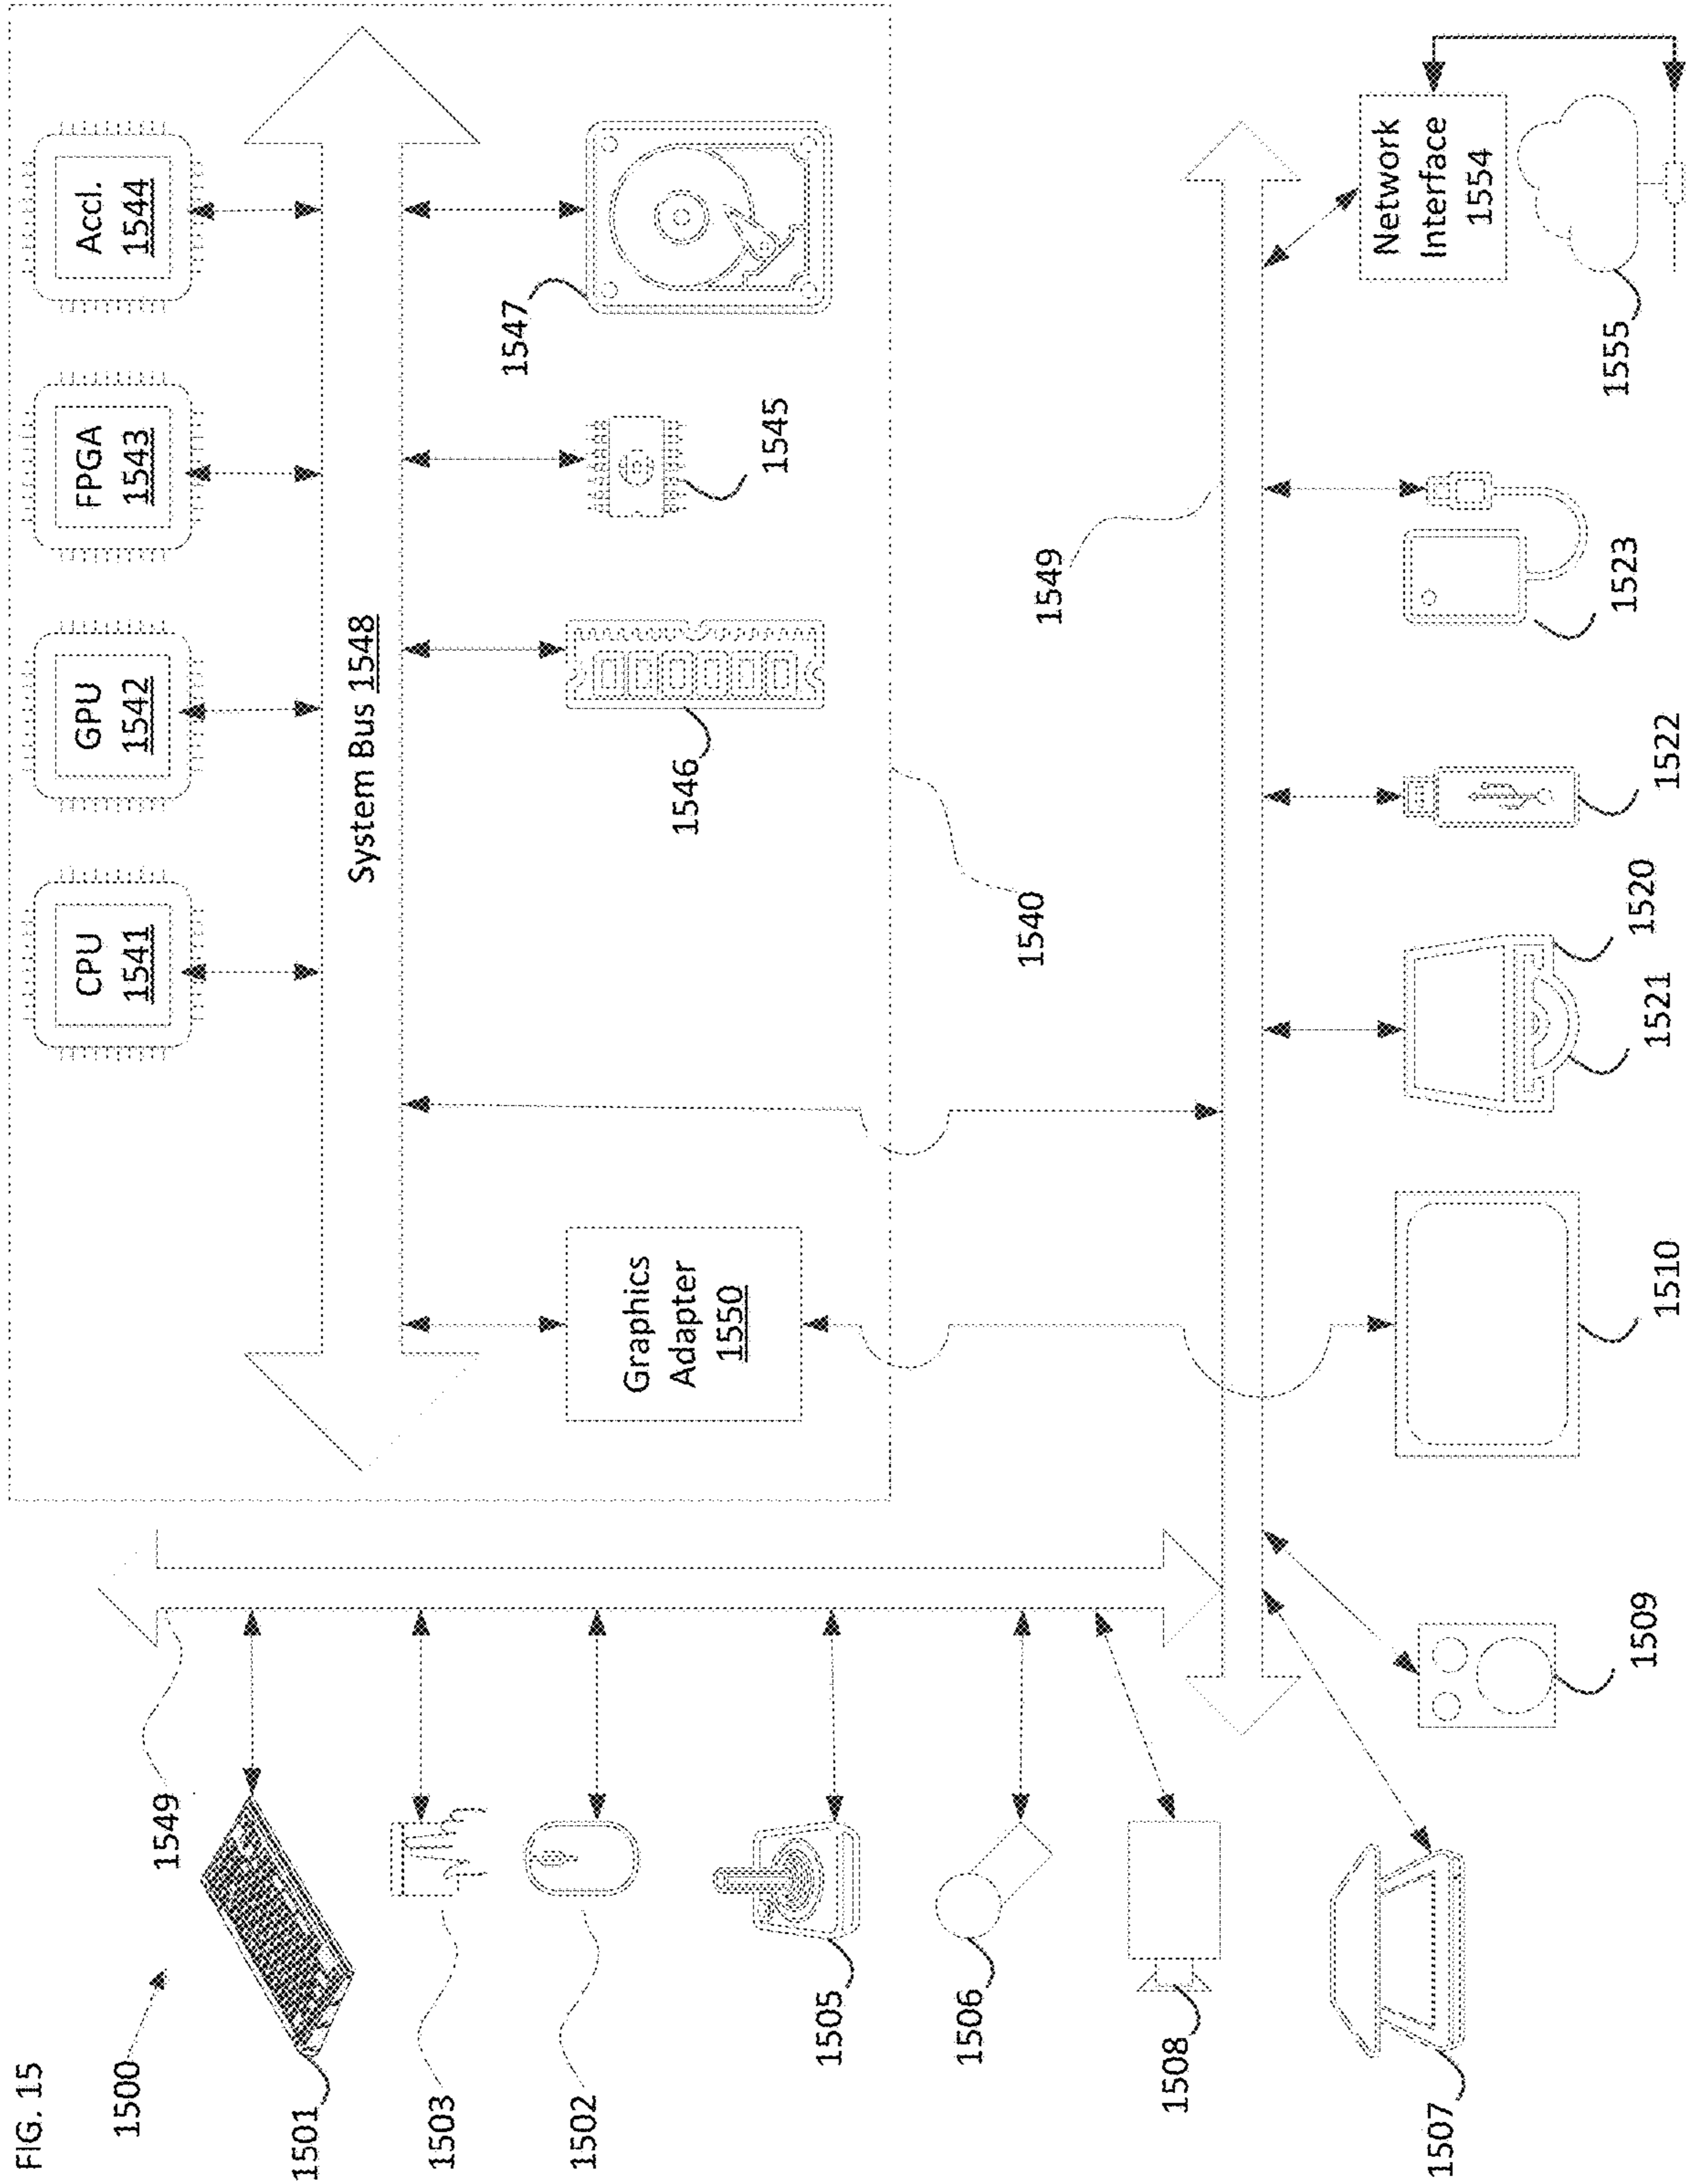 FIG. 15
1500
1501
1549
1503
1502
1505
1506
1508
1507
1509
CPU
1541
GPU
1542
FPGA
1543
Accl.
1544
System Bus 1548
Graphics
Adapter
1550
1546
1545
1547
1540
1549
1510
1520
1521
1522
1523
Network
Interface
1554
1555